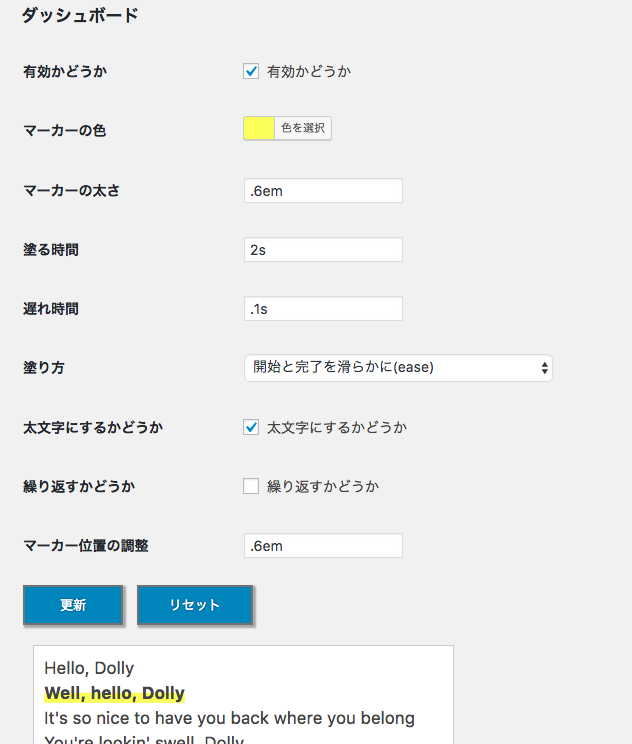 ダッシュボード
有効かどうか 有効かどうか
マーカーの色 色を選択
マーカーの太さ .6em
塗る時間 2s
遅れ時間 .1s
塗り方 開始と完了を滑らかに(ease)
太文字にするかどうか 太文字にするかどうか
繰り返すかどうか 繰り返すかどうか
マーカー位置の調整 .6em
更新 リセット
Hello, Dolly
Well, hello, Dolly
It's so nice to have you back where you belong
You're lookin' swell, Dolly